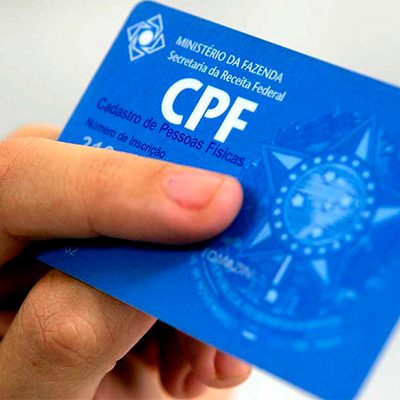 MINISTÉRIO DA FAZENDA
Secretaria da Receita Federal
CPF
Cadastro de Pessoas Físicas
Número de Inscrição